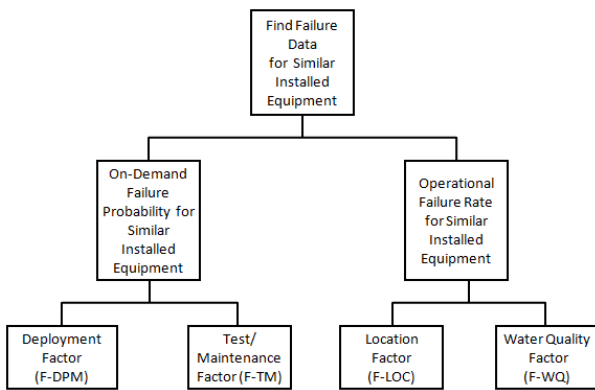 Find Failure
Data
for Similar
Installed
Equipment
On-Demand
Failure
Probability for
Similar
Installed
Equipment
Operational
Failure Rate
for Similar
Installed
Equipment
Deployment
Factor
(F-DPM)
Test/
Maintenance
Factor (F-TM)
Location
Factor
(F-LOC)
Water Quality
Factor
(F-WQ)